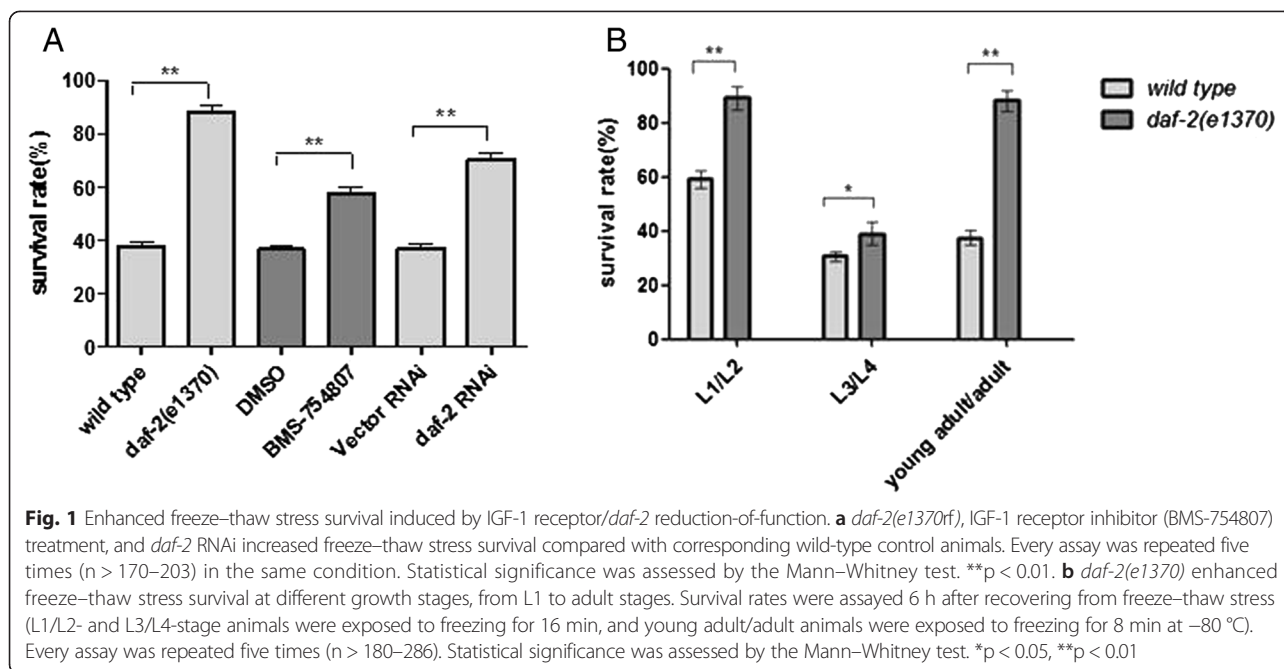 A
survival rate(%)
100
80
60
40
20
0
**
**
**
wild type
daf-2(e1370)
DMSO
BMS-754807
Vector RNAi
daf-2 RNAi
B
survival rate(%)
100
80
60
40
20
0
**
*
**
L1/L2
L3/L4
young adult/adult
wild type
daf-2(e1370)
Fig. 1 Enhanced freeze–thaw stress survival induced by IGF-1 receptor/daf-2 reduction-of-function. a daf-2(e1370rf), IGF-1 receptor inhibitor (BMS-754807)
treatment, and daf-2 RNAi increased freeze–thaw stress survival compared with corresponding wild-type control animals. Every assay was repeated five
times (n > 170–203) in the same condition. Statistical significance was assessed by the Mann–Whitney test. **p < 0.01. b daf-2(e1370) enhanced
freeze–thaw stress survival at different growth stages, from L1 to adult stages. Survival rates were assayed 6 h after recovering from freeze–thaw stress
(L1/L2- and L3/L4-stage animals were exposed to freezing for 16 min, and young adult/adult animals were exposed to freezing for 8 min at −80 °C).
Every assay was repeated five times (n > 180–286). Statistical significance was assessed by the Mann–Whitney test. *p < 0.05, **p < 0.01